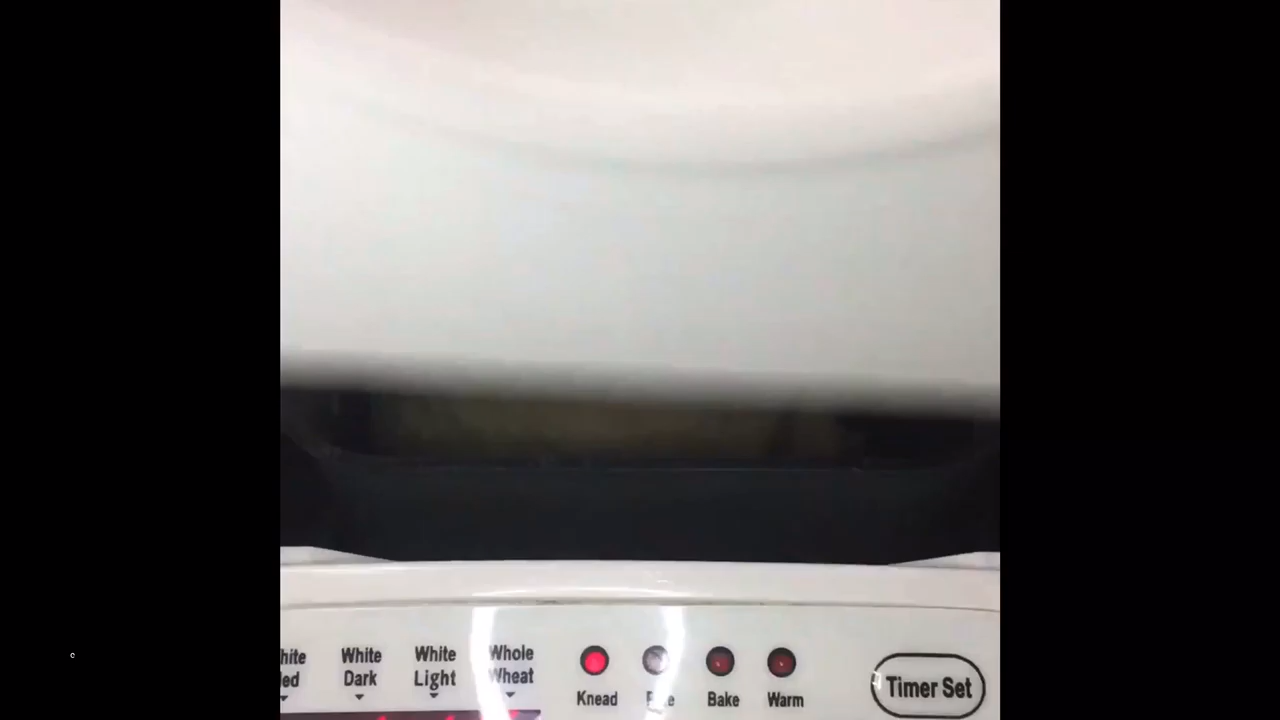 White
Dark
White
Light
Whole
Wheat
Knead
Bake
Warm
Timer Set
c